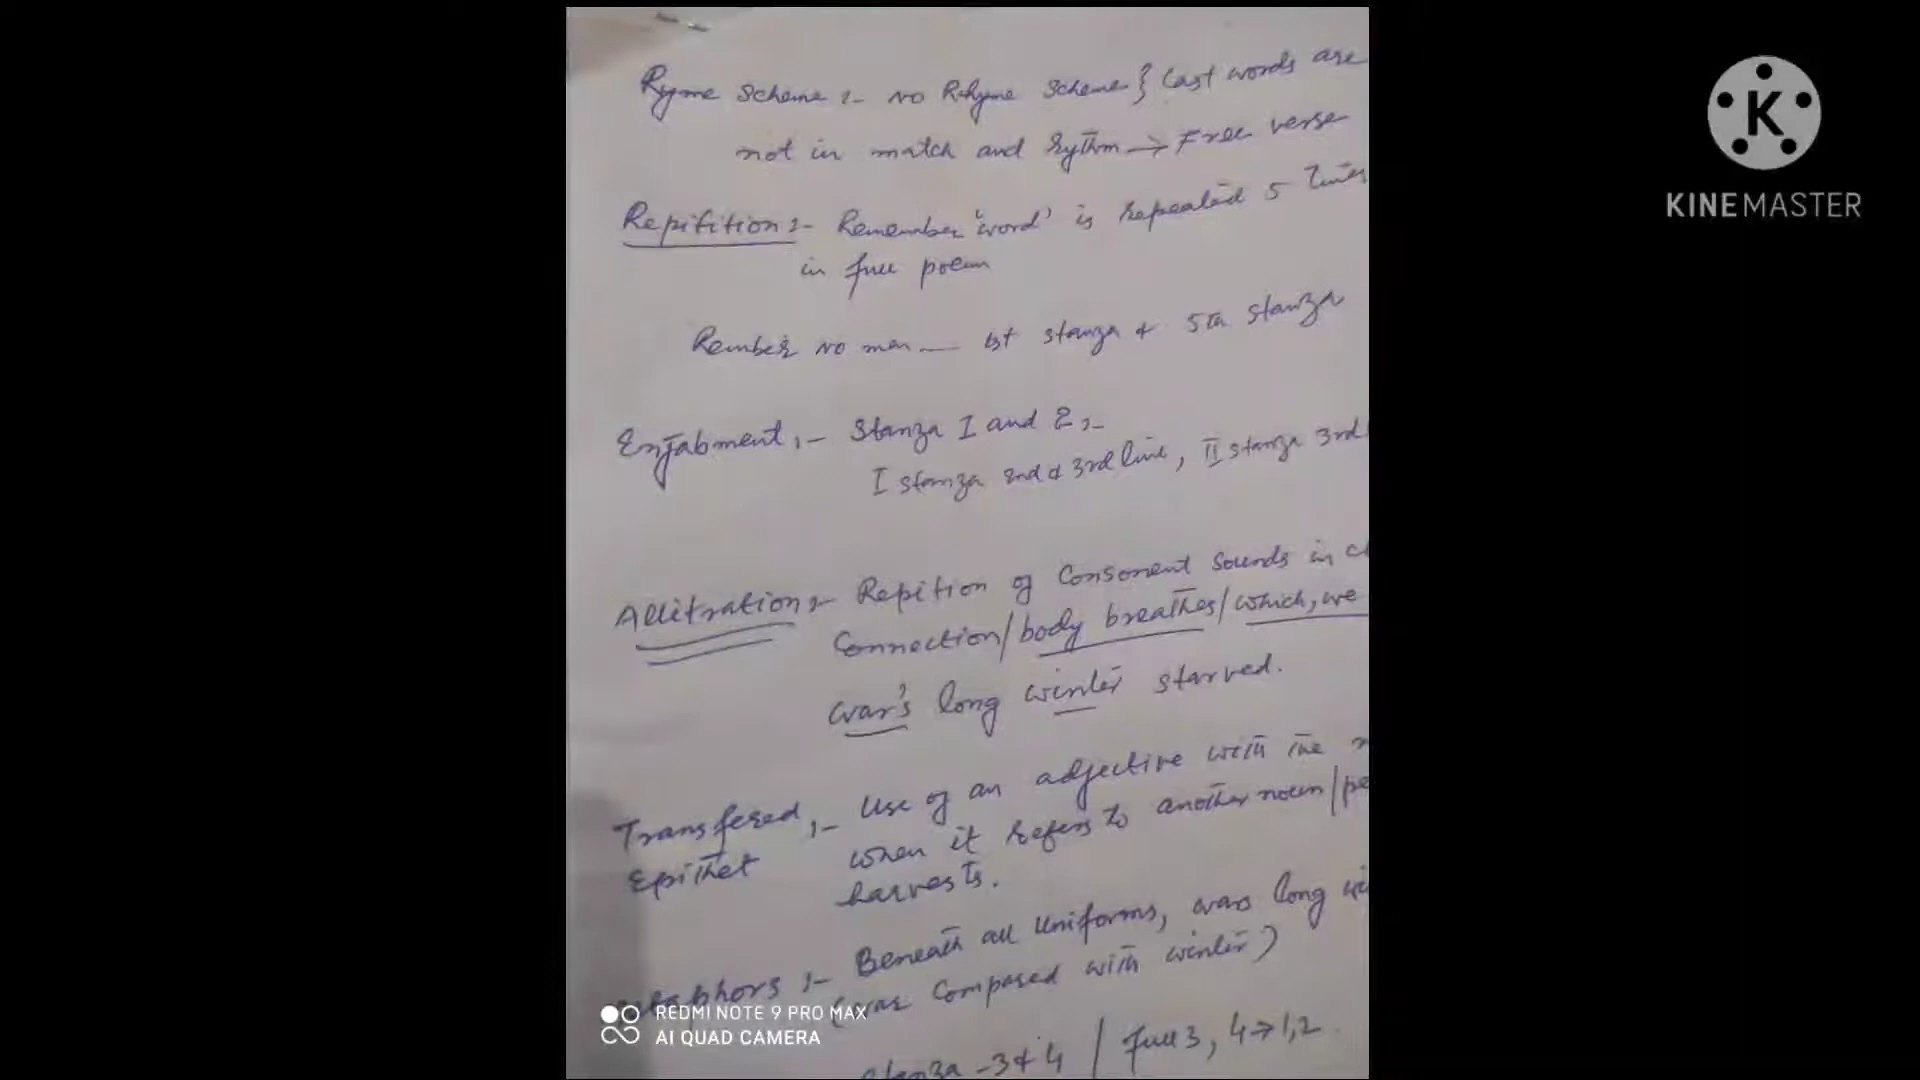 Ryme Scheme :- no Rhyme Scheme } Last words are
not in match and rythm → Free verse
Repitition :- Remember 'word' is repeated 5 Times
in full poem
Rember no men — 1st stanza & 5th stanza
Enjabment :- Stanza I and 2 :-
I stanza 2nd & 3rd line, II stanza 3rd
Allitration :- Repition of Consonent sounds in
Connection/body breathes/which, we
war's long winter starved.
Transfered :- Use of an adjective with the
Epithet when it refers to another noun/
harvests.
:- Beneath all Uniforms, wars long
(war Compared with winter)
Stanza - 3 & 4 / full 3, 4 → 1,2
K
KINEMASTER
REDMI NOTE 9 PRO MAX
AI QUAD CAMERA